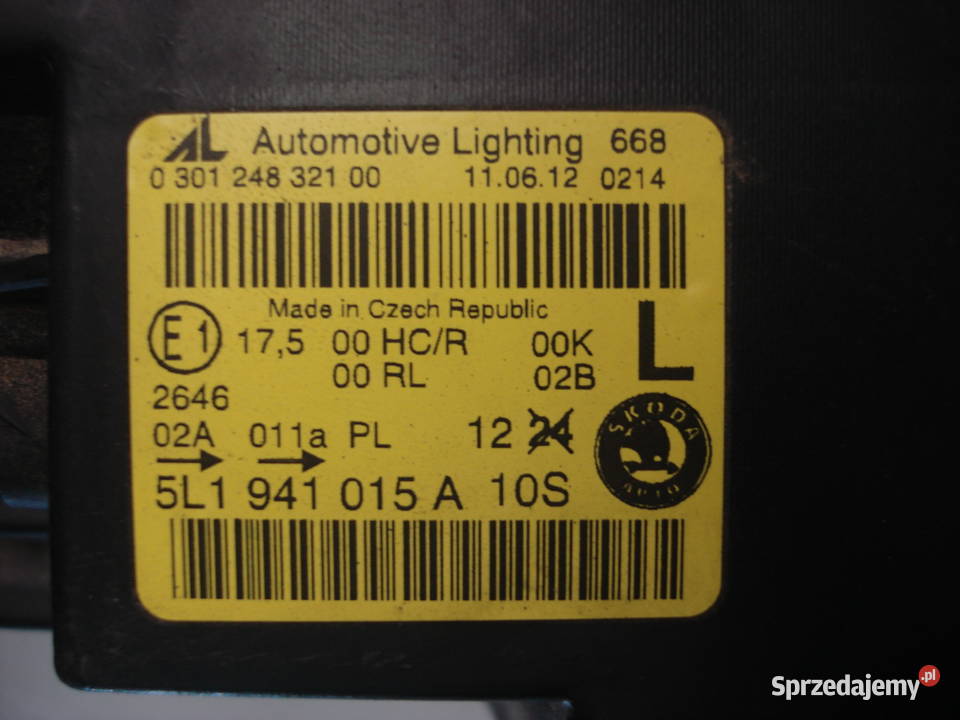 AL Automotive Lighting 668
0 301 248 321 00 11.06.12 0214
Made in Czech Republic
E1 17,5 00 HC/R 00K L
00 RL 02B
2646
02A 011a PL 12 24
5L1 941 015 A 10S
SKODA
AUTO
Sprzedajemy.pl